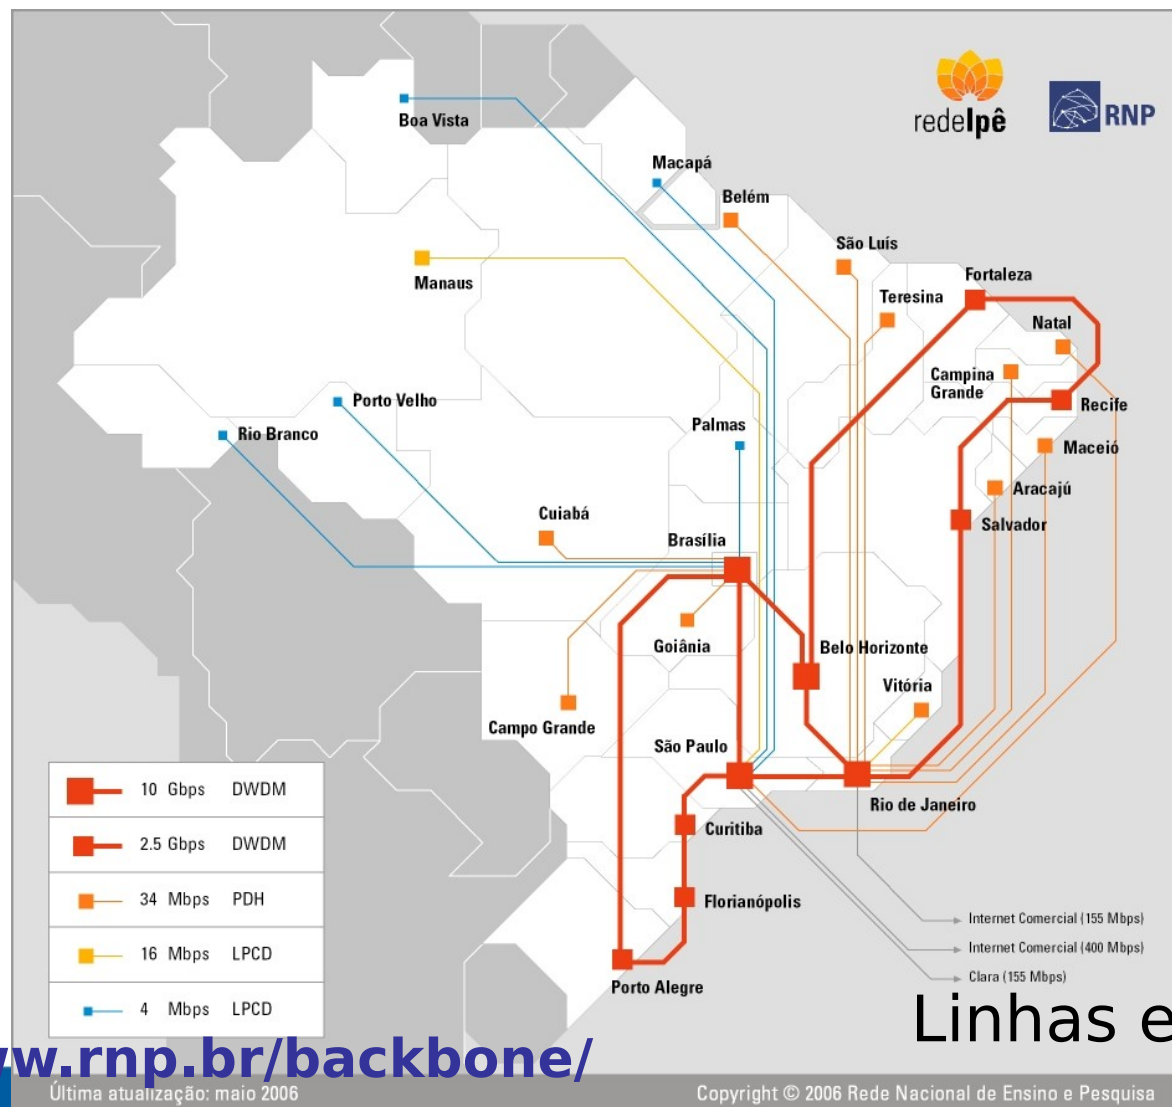 redeIpê
RNP
Boa Vista
Macapá
Belém
São Luís
Fortaleza
Manaus
Teresina
Natal
Campina
Grande
Recife
Porto Velho
Rio Branco
Palmas
Maceió
Aracajú
Cuiabá
Salvador
Brasília
Goiânia
Belo Horizonte
Vitória
Campo Grande
São Paulo
Rio de Janeiro
Curitiba
Florianópolis
Porto Alegre
10 Gbps DWDM
2.5 Gbps DWDM
34 Mbps PDH
16 Mbps LPCD
4 Mbps LPCD
Internet Comercial (155 Mbps)
Internet Comercial (400 Mbps)
Clara (155 Mbps)
Linhas e
w.rnp.br/backbone/
Última atualização: maio 2006
Copyright © 2006 Rede Nacional de Ensino e Pesquisa